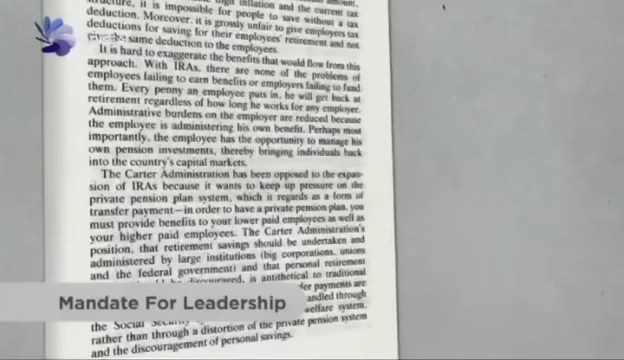 inflation and the current tax
structure, it is impossible for people to save without a tax
deduction. Moreover, it is grossly unfair to give employers tax
deductions for saving for their employees' retirement and not
the same deduction to the employees.
It is hard to exaggerate the benefits that would flow from this
approach. With IRAs, there are none of the problems of
employees failing to earn benefits or employers failing to fund
them. Every penny an employee puts in, he will get back at
retirement regardless of how long he works for any employer.
Administrative burdens on the employer are reduced because
the employee is administering his own benefit. Perhaps most
importantly, the employee has the opportunity to manage his
own pension investments, thereby bringing individuals back
into the country's capital markets.
The Carter Administration has been opposed to the expan-
sion of IRAs because it wants to keep up pressure on the
private pension plan system, which it regards as a form of
transfer payment—in order to have a private pension plan, you
must provide benefits to your lower paid employees as well as
your higher paid employees. The Carter Administration's
position, that retirement savings should be undertaken and
administered by large institutions (big corporations, unions
and the federal government) and that personal retirement
discouraged, is antithetical to traditional
payments are
handled through
welfare system,
the Social Security
rather than through a distortion of the private pension system
and the discouragement of personal savings.
Mandate For Leadership